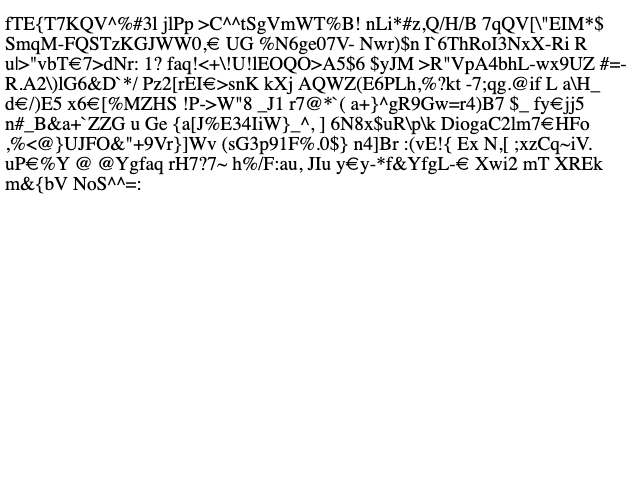 fTE{T7KQV^%#3l jlPp >C^^tSgVmWT%B! nLi*#z,Q/H/B 7qQV[\"EIM*$
SmqM-FQSTzKGJWW0,€ UG %N6ge07V- Nwr)$n I`6ThRoI3NxX-Ri R
ul>"vbT€7>dNr: 1? faq!<+\!U!lEOQO>A5$6 $yJM >R"VpA4bhL-wx9UZ #=-
R.A2\)lG6&D`*/ Pz2[rEI€>snK kXj AQWZ(E6PLh,%?kt -7;qg.@if L a\H_
d€/)E5 x6€[%MZHS !P->W"8 _J1 r7@*`( a+}^gR9Gw=r4)B7 $_ fy€jj5
n#_B&a+`ZZG u Ge {a[J%E34IiW}_^, ] 6N8x$uR\p\k DiogaC2lm7€HFo
,%<@}UJFO&"+9Vr}]Wv (sG3p91F%.0$} n4]Br :(vE!{ Ex N,[ ;xzCq~iV.
uP€%Y @ @Ygfaq rH7?7~ h%/F:au, JIu y€y-*f&YfgL-€ Xwi2 mT XREk
m&{bV NoS^^=: